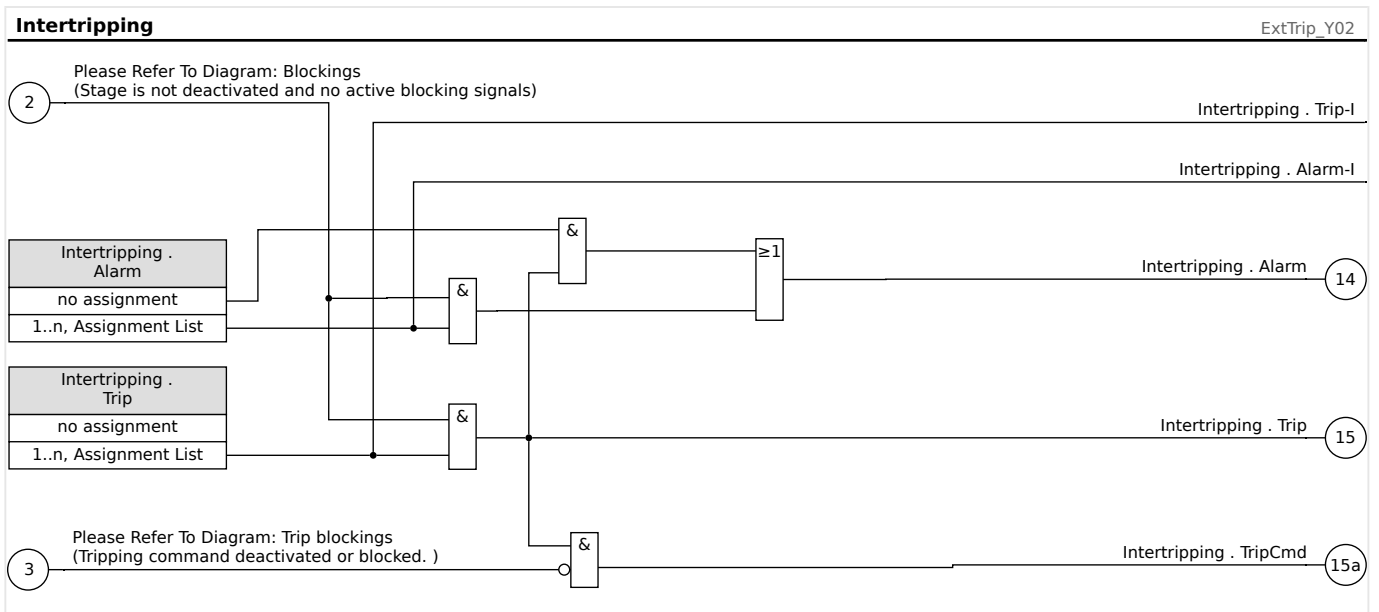 Intertripping
ExtTrip_Y02
Please Refer To Diagram: Blockings
2
(Stage is not deactivated and no active blocking signals)
Intertripping . Trip-I
Intertripping . Alarm-I
&
Intertripping .
Alarm
≥1
Intertripping . Alarm
14
no assignment
&
1..n, Assignment List
Intertripping .
Trip
no assignment
&
Intertripping . Trip
15
1..n, Assignment List
Please Refer To Diagram: Trip blockings
(Tripping command deactivated or blocked. )
3
&
Intertripping . TripCmd
15a